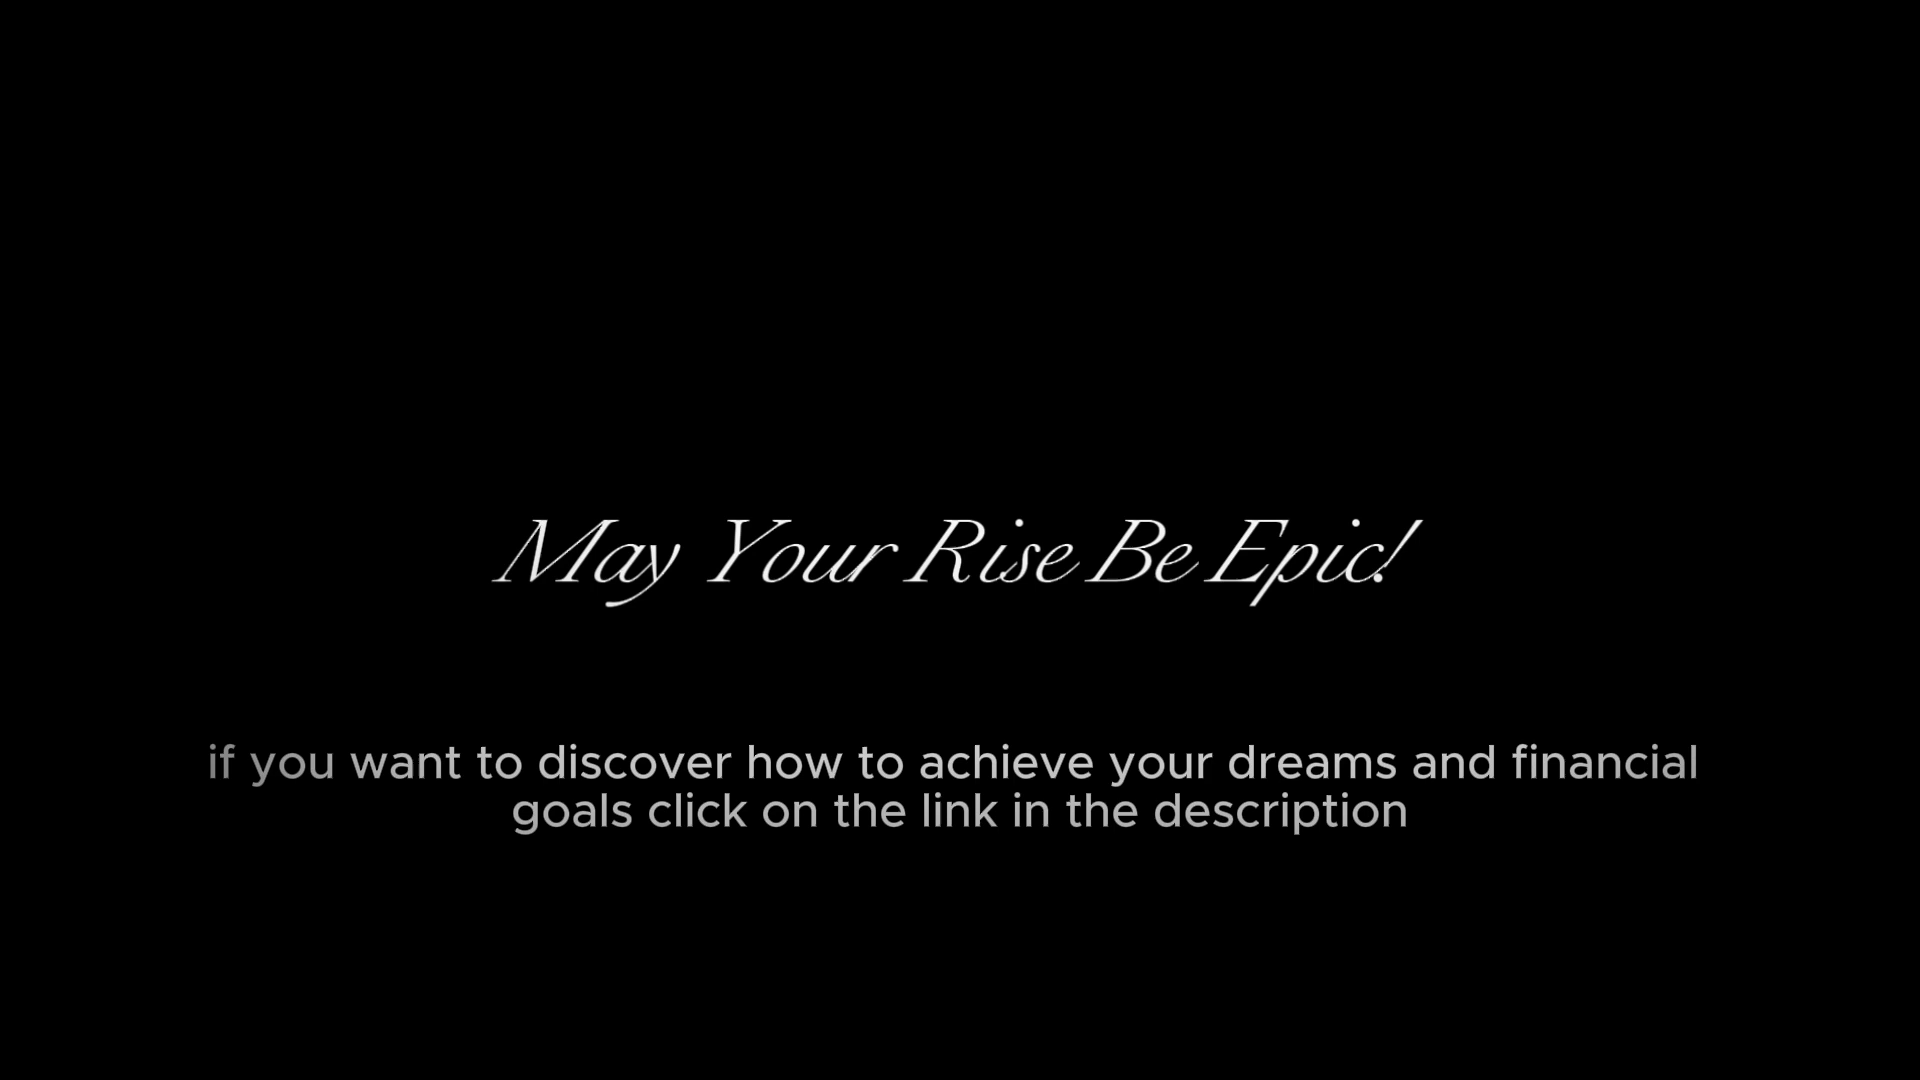 May Your Rise Be Epic!
if you want to discover how to achieve your dreams and financial
goals click on the link in the description